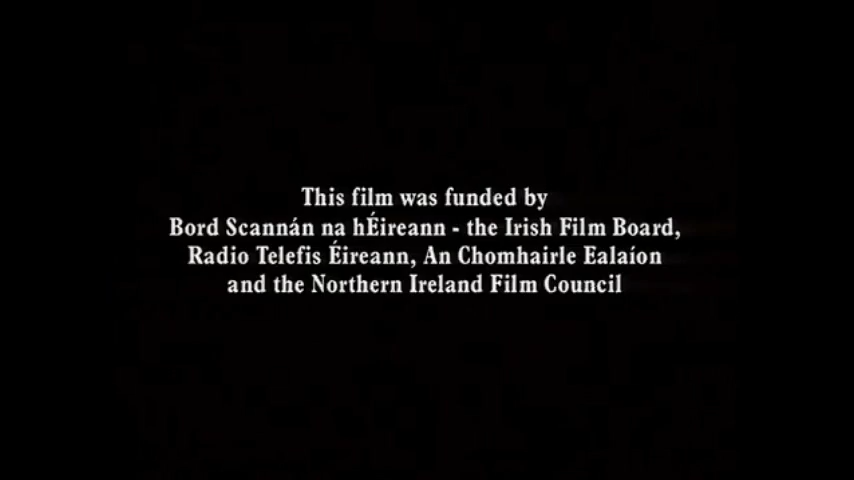 This film was funded by
Bord Scannán na hÉireann - the Irish Film Board,
Radio Telefis Éireann, An Chomhairle Ealaíon
and the Northern Ireland Film Council